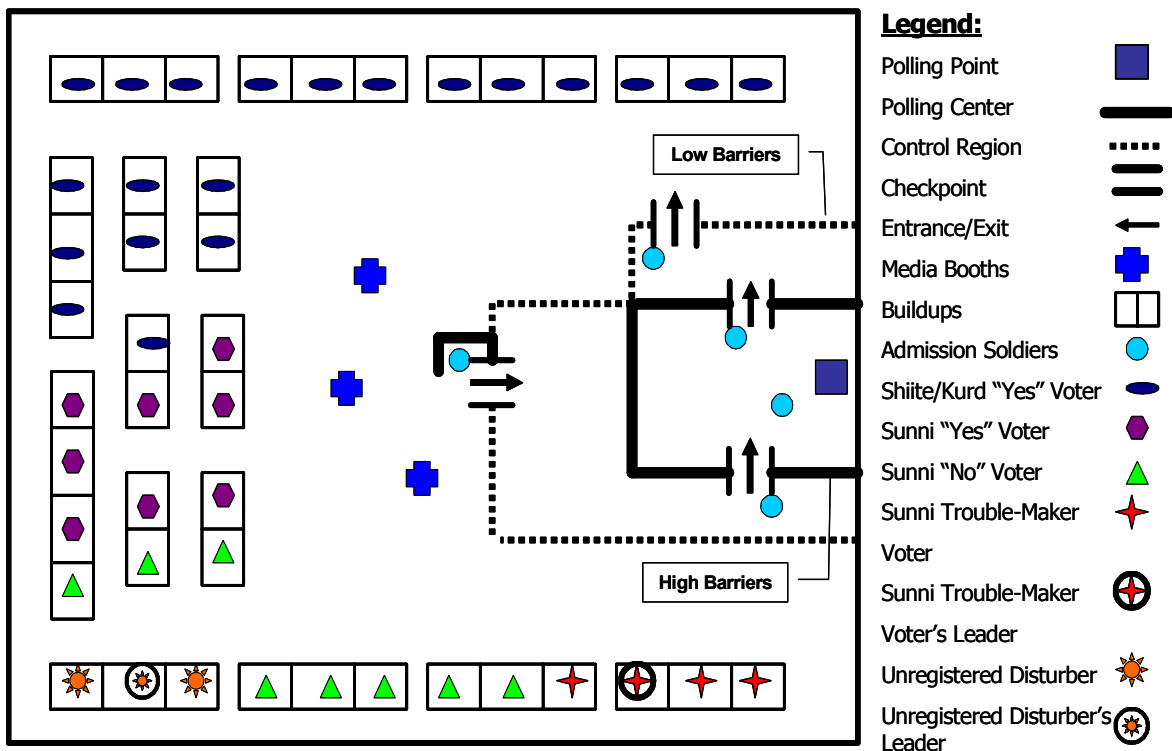 Legend:
Polling Point
Polling Center
Low Barriers
Control Region
Checkpoint
Entrance/Exit
Media Booths
Buildups
Admission Soldiers
Shiite/Kurd “Yes” Voter
Sunni “Yes” Voter
Sunni “No” Voter
Sunni Trouble-Maker
Voter
High Barriers
Sunni Trouble-Maker
Voter’s Leader
Unregistered Disturber
Unregistered Disturber’s
Leader